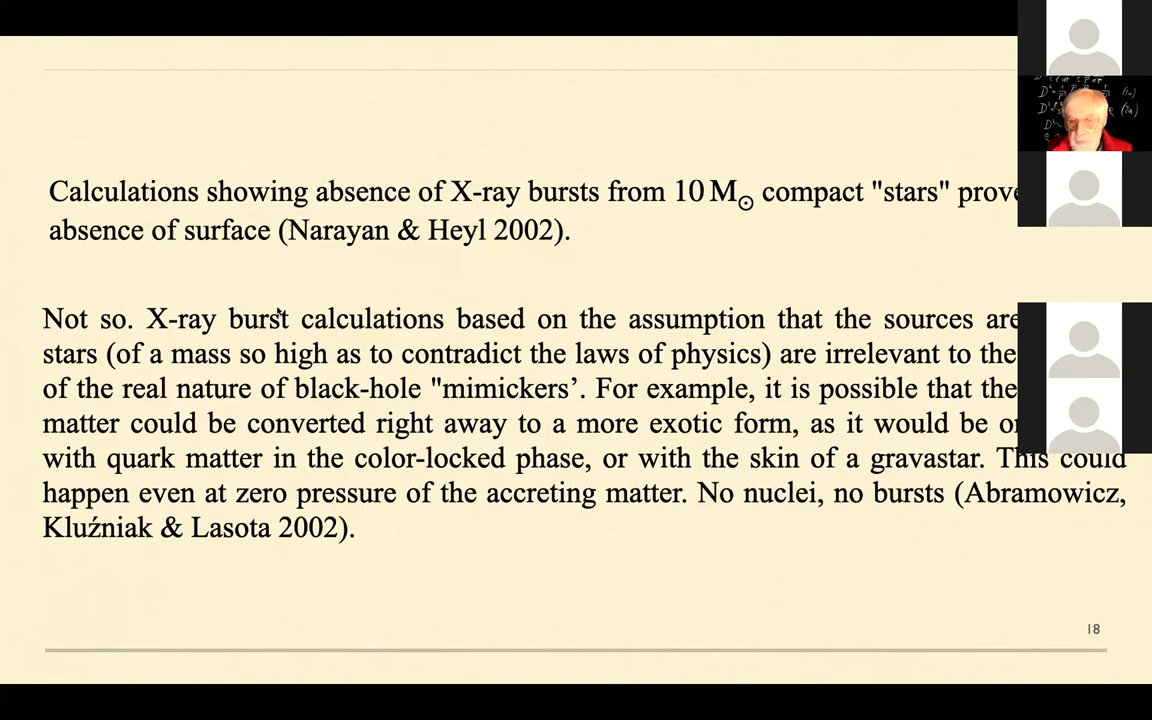 Calculations showing absence of X-ray bursts from 10 M⊙ compact "stars" prove
absence of surface (Narayan & Heyl 2002).
Not so. X-ray burst calculations based on the assumption that the sources are
stars (of a mass so high as to contradict the laws of physics) are irrelevant to the
of the real nature of black-hole "mimickers’. For example, it is possible that the
matter could be converted right away to a more exotic form, as it would be
with quark matter in the color-locked phase, or with the skin of a gravastar. This could
happen even at zero pressure of the accreting matter. No nuclei, no bursts (Abramowicz,
Kluźniak & Lasota 2002).
18